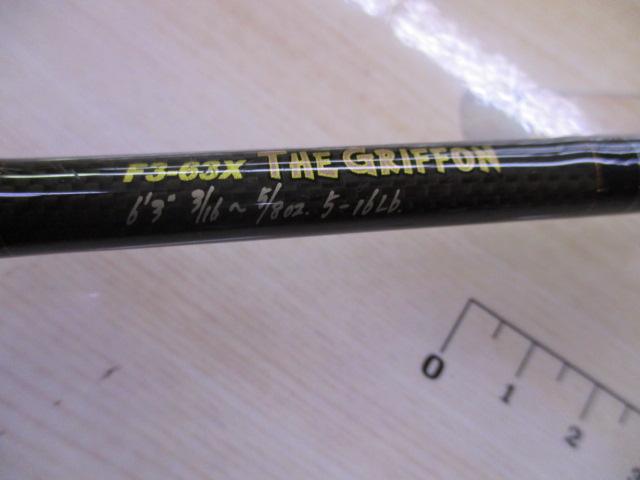 F3-63X THE GRIFFON
6'3" 3/16~5/8oz. 5-16Lb.
0 1 2